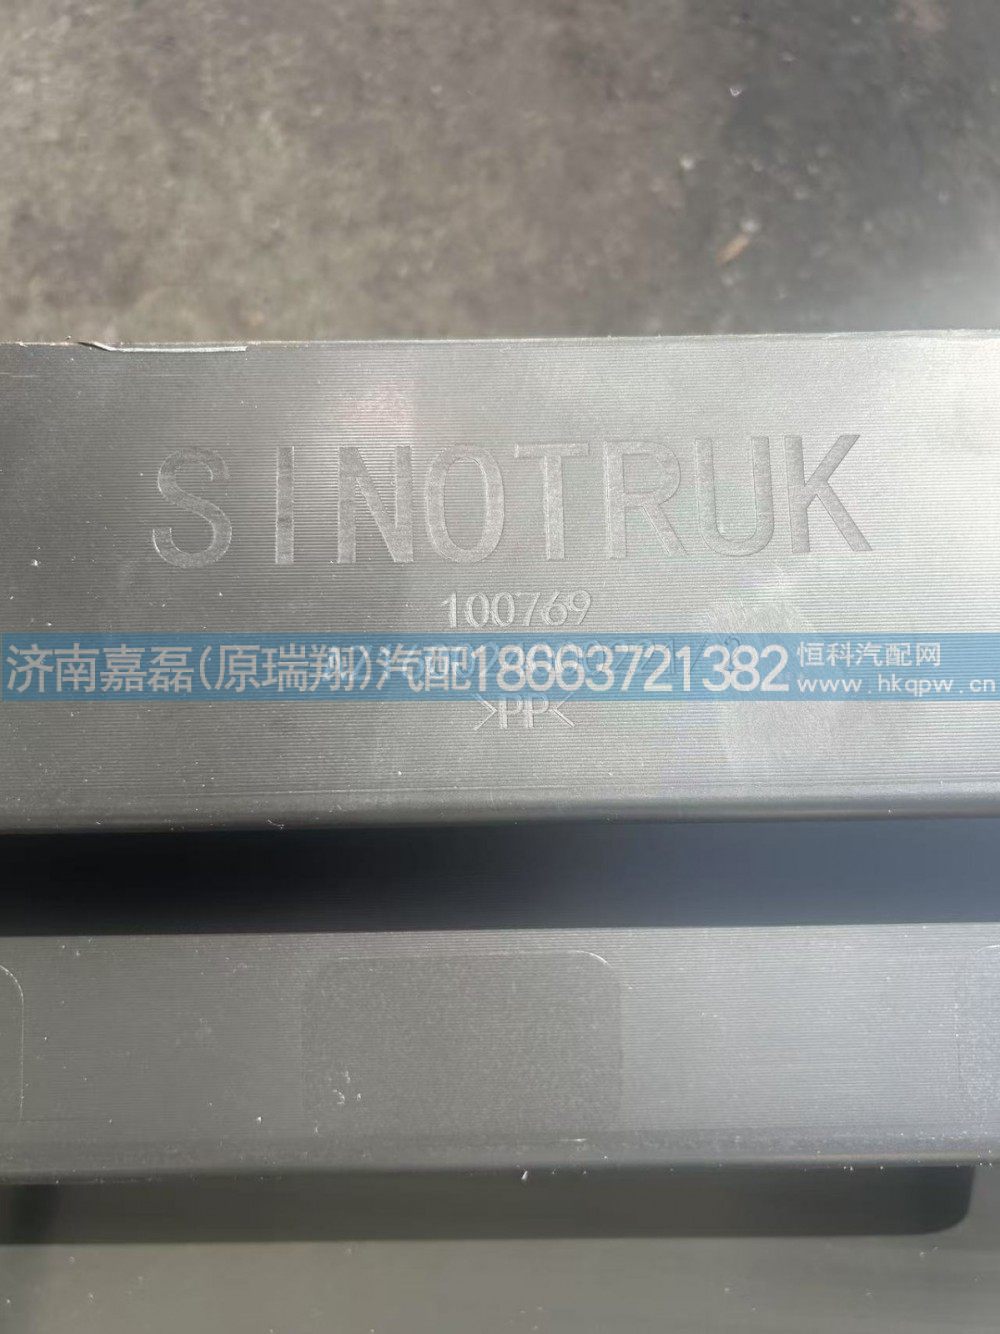 SINOTRUK
100769
济南嘉磊(原瑞翔)汽配18663721382
恒科汽配网
www.hkqpw.cn
>PP<